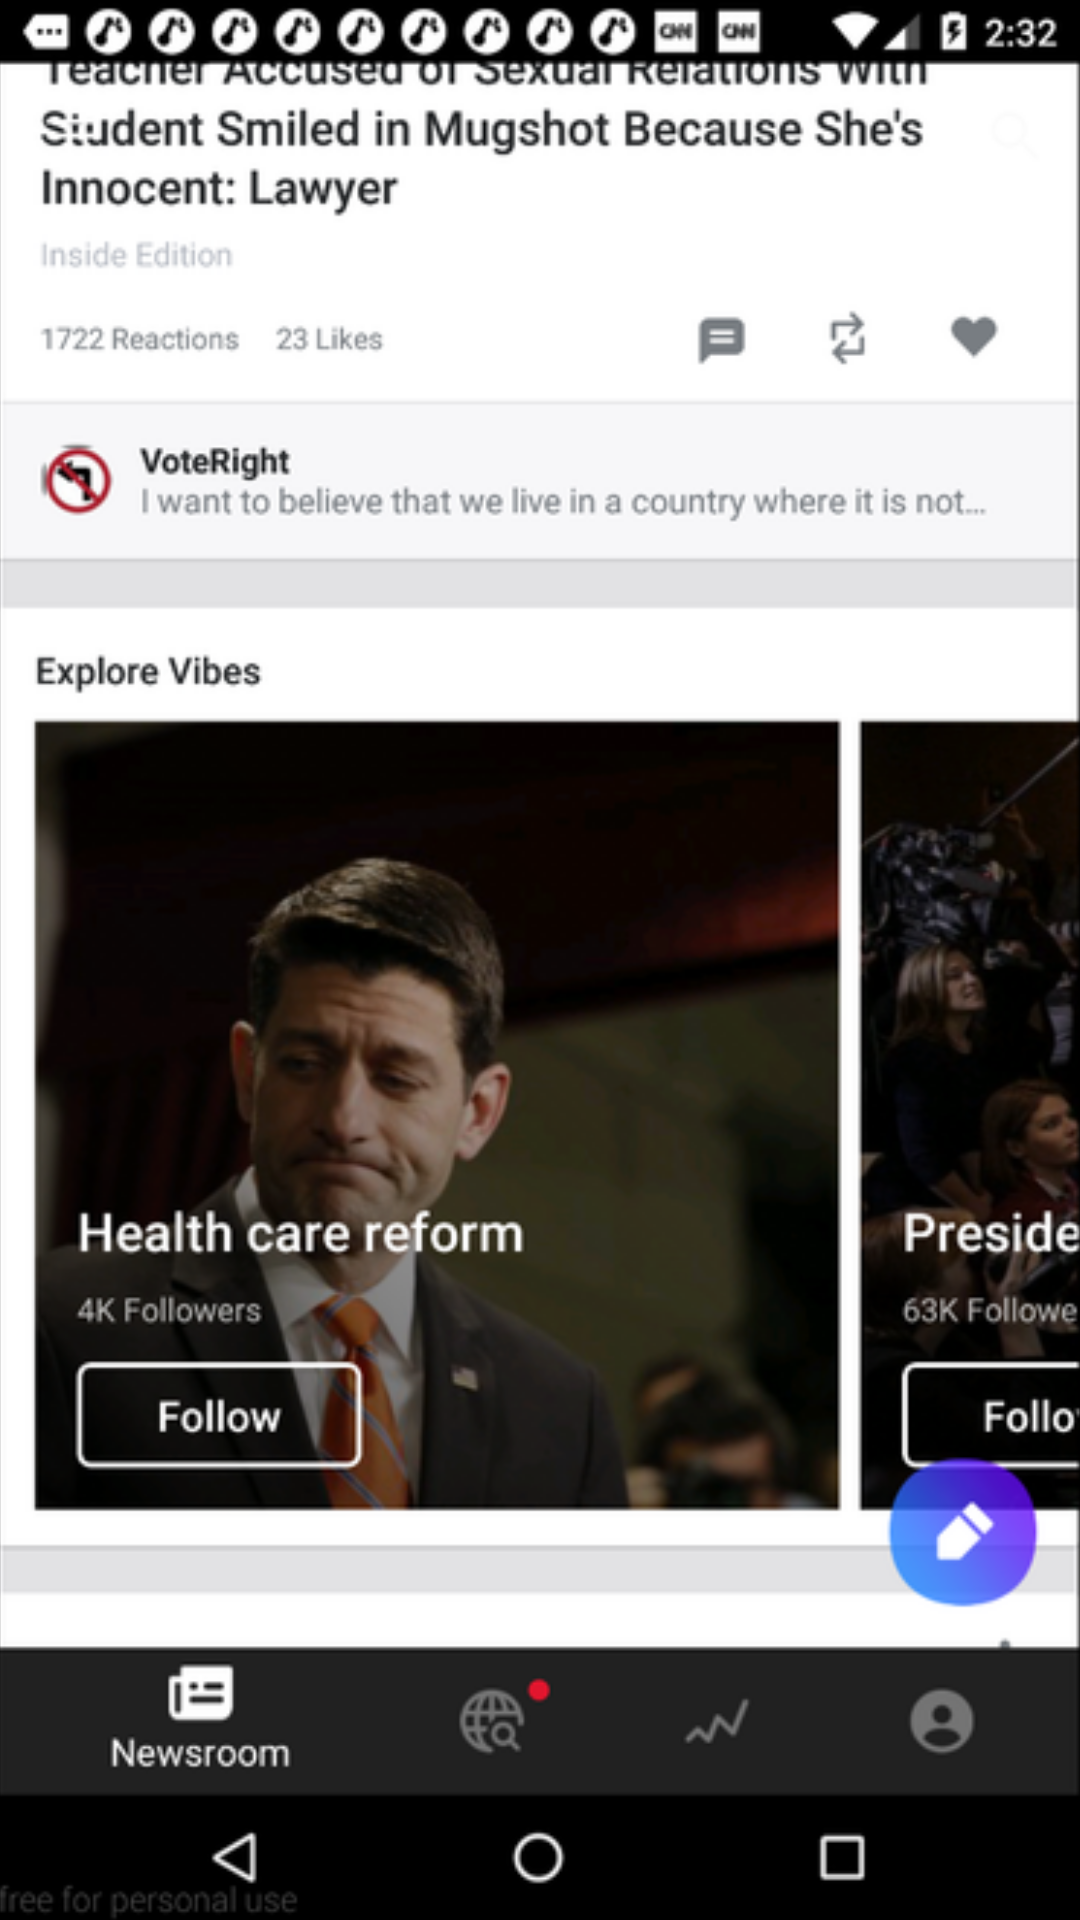 CNN CNN 2:32
Teacher Accused of Sexual Relations With
Student Smiled in Mugshot Because She's
Innocent: Lawyer
Inside Edition
1722 Reactions 23 Likes
VoteRight
I want to believe that we live in a country where it is not...
Explore Vibes
Health care reform
4K Followers
Follow
Preside
63K Followe
Follo
Newsroom
free for personal use